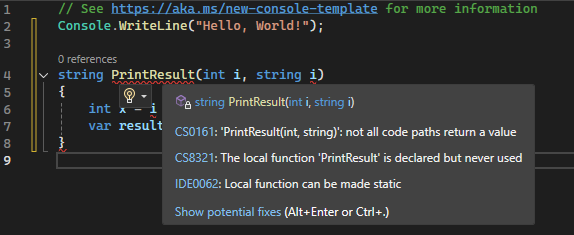 1 // See https://aka.ms/new-console-template for more information
2 Console.WriteLine("Hello, World!");
3
0 references
4 string PrintResult(int i, string i)
5 {
6 int x = i
7 var result
8 }
9
string PrintResult(int i, string i)
CS0161: 'PrintResult(int, string)': not all code paths return a value
CS8321: The local function 'PrintResult' is declared but never used
IDE0062: Local function can be made static
Show potential fixes (Alt+Enter or Ctrl+.)